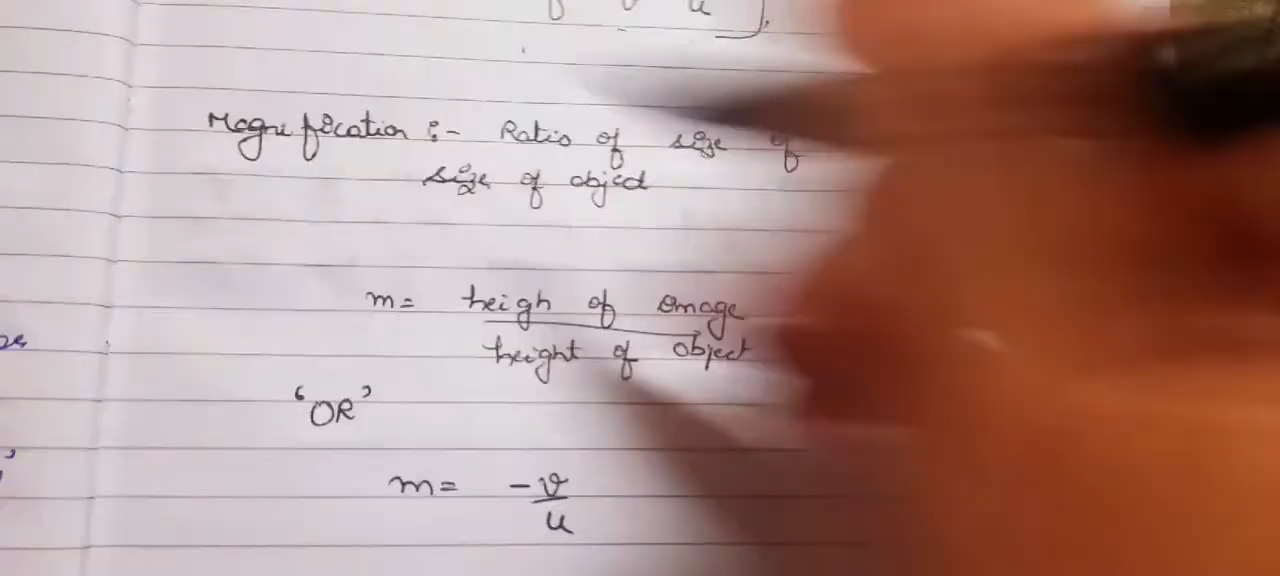 u
Magnification :- Ratio of size of
size of object
m= heigh of image
height of object
'OR'
m= -v
u